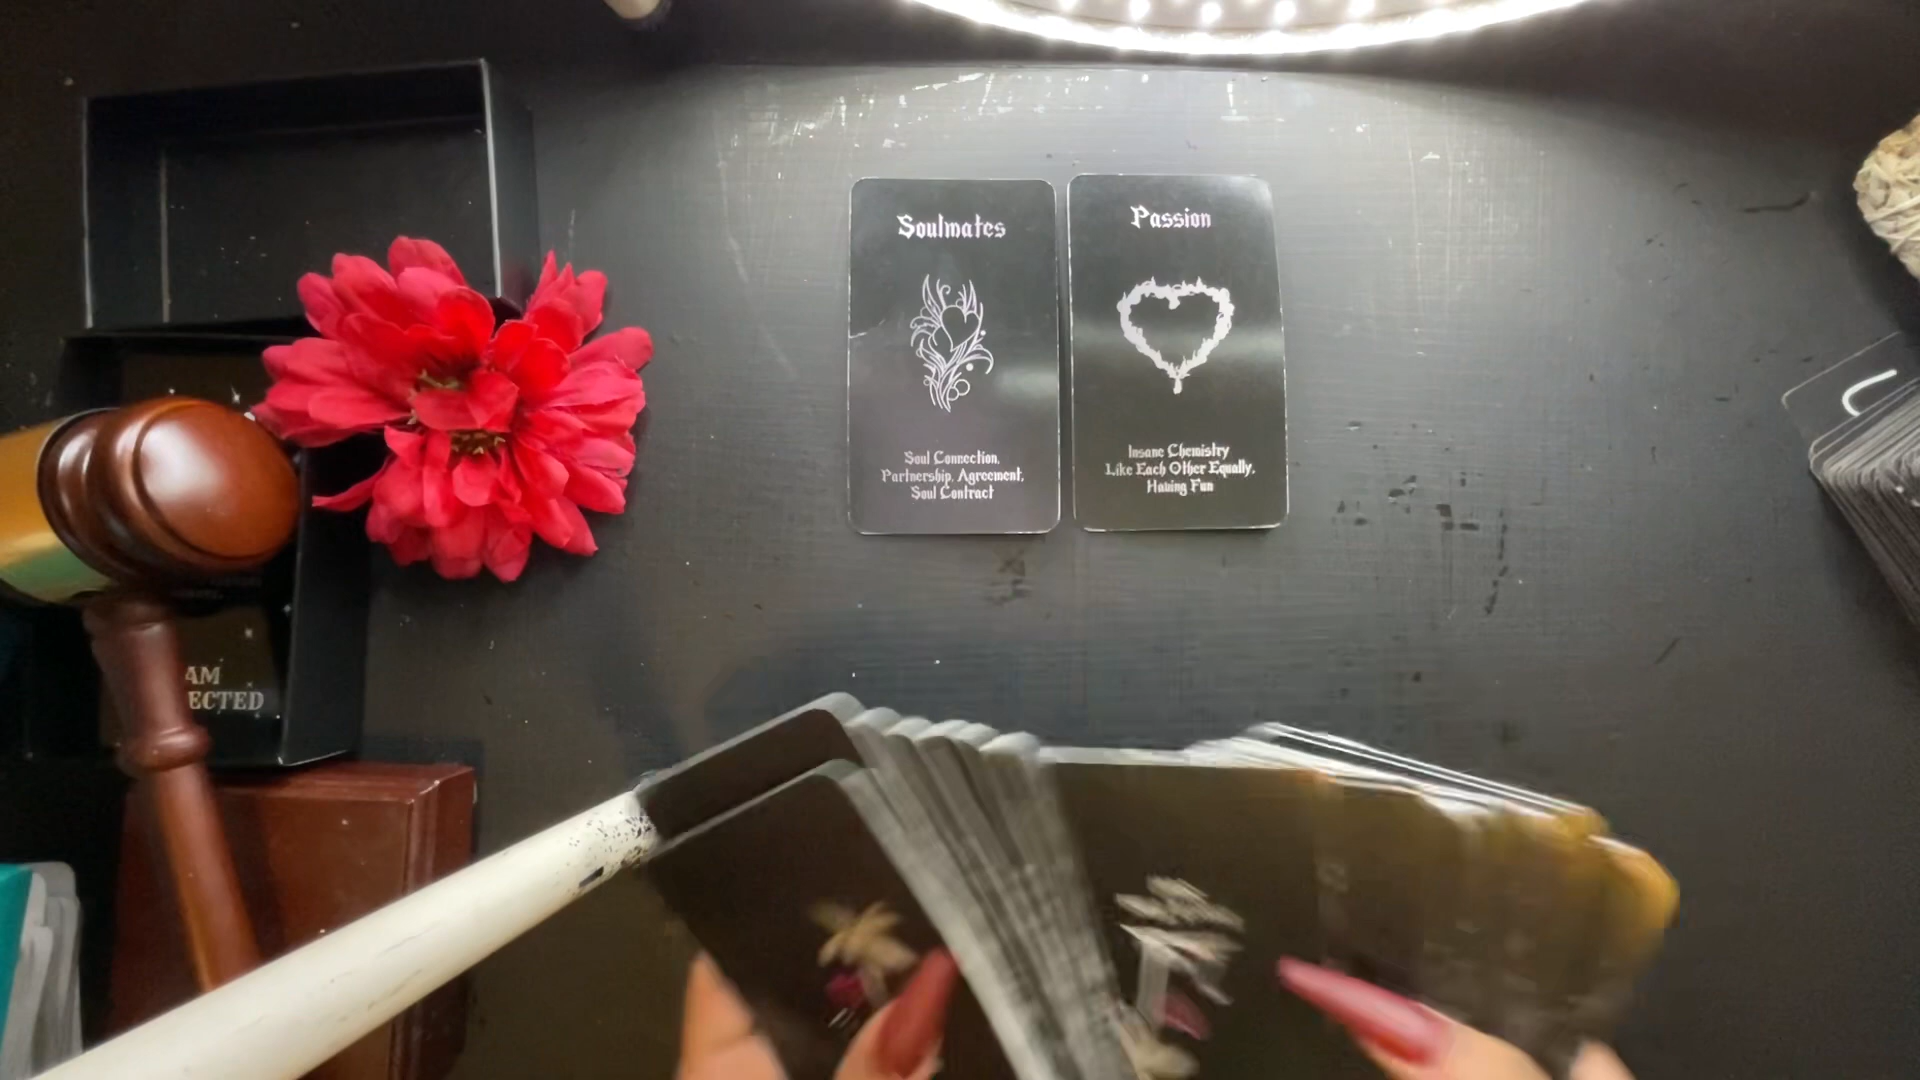 Soulmates
Soul Connection,
Partnership, Agreement,
Soul Contract
Passion
Insane Chemistry
Like Each Other Equally,
Having Fun
AM
ECTED